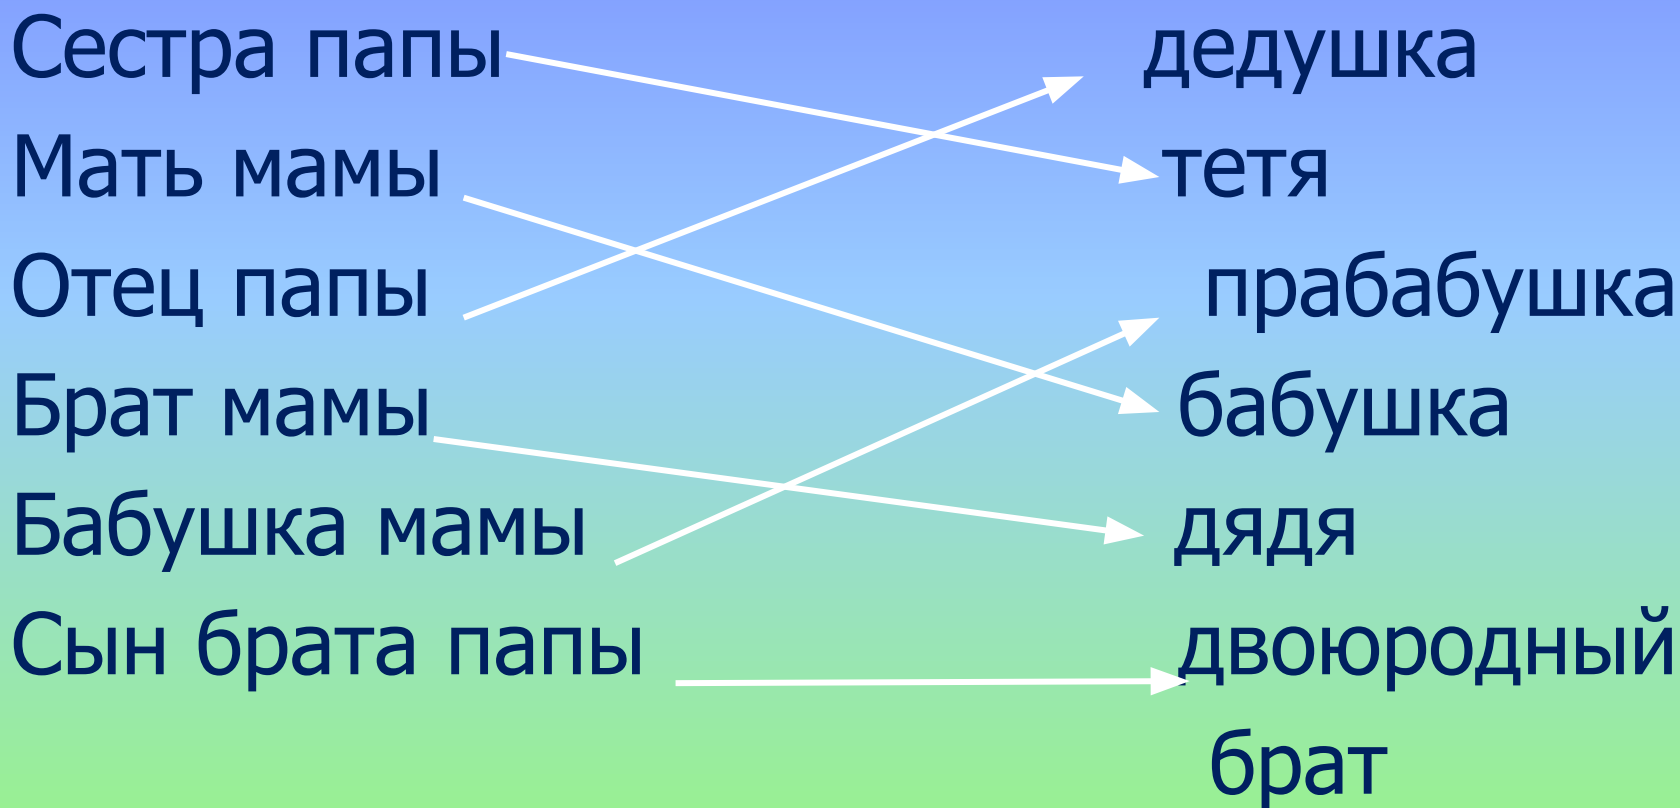 Сестра папы дедушка
Мать мамы тетя
Отец папы прабабушка
Брат мамы бабушка
Бабушка мамы дядя
Сын брата папы двоюродный
брат